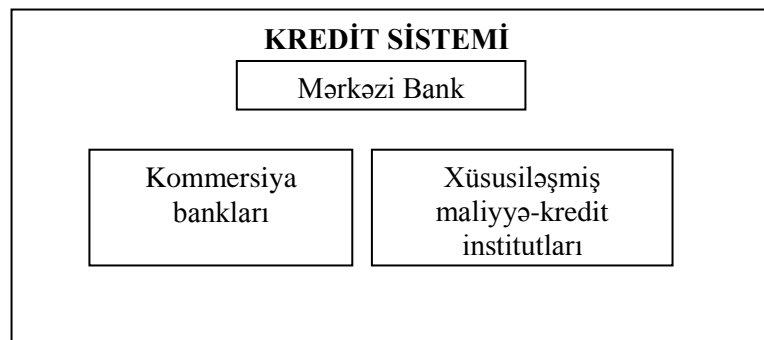 KREDİT SİSTEMİ
Mərkəzi Bank
Kommersiya
bankları
Xüsusiləşmiş
maliyyə-kredit
institutları